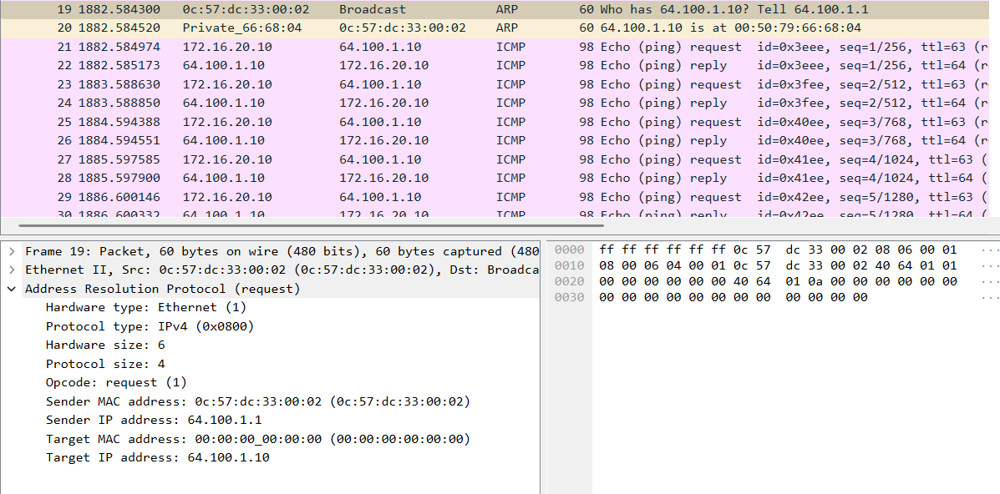 19 1882.584300 0c:57:dc:33:00:02 Broadcast ARP 60 Who has 64.100.1.10? Tell 64.100.1.1
20 1882.584520 Private_66:68:04 0c:57:dc:33:00:02 ARP 60 64.100.1.10 is at 00:50:79:66:68:04
21 1882.584974 172.16.20.10 64.100.1.10 ICMP 98 Echo (ping) request id=0x3eee, seq=1/256, ttl=63 (r
22 1882.585173 64.100.1.10 172.16.20.10 ICMP 98 Echo (ping) reply id=0x3eee, seq=1/256, ttl=64 (r
23 1883.588630 172.16.20.10 64.100.1.10 ICMP 98 Echo (ping) request id=0x3fee, seq=2/512, ttl=63 (r
24 1883.588850 64.100.1.10 172.16.20.10 ICMP 98 Echo (ping) reply id=0x3fee, seq=2/512, ttl=64 (r
25 1884.594388 172.16.20.10 64.100.1.10 ICMP 98 Echo (ping) request id=0x40ee, seq=3/768, ttl=63 (r
26 1884.594551 64.100.1.10 172.16.20.10 ICMP 98 Echo (ping) reply id=0x40ee, seq=3/768, ttl=64 (r
27 1885.597585 172.16.20.10 64.100.1.10 ICMP 98 Echo (ping) request id=0x41ee, seq=4/1024, ttl=63 (
28 1885.597900 64.100.1.10 172.16.20.10 ICMP 98 Echo (ping) reply id=0x41ee, seq=4/1024, ttl=64 (
29 1886.600146 172.16.20.10 64.100.1.10 ICMP 98 Echo (ping) request id=0x42ee, seq=5/1280, ttl=63 (
30 1886.600332 64.100.1.10 172.16.20.10 ICMP 98 Echo (ping) reply id=0x42ee, seq=5/1280, ttl=64 (
Frame 19: Packet, 60 bytes on wire (480 bits), 60 bytes captured (480
Ethernet II, Src: 0c:57:dc:33:00:02 (0c:57:dc:33:00:02), Dst: Broadca
Address Resolution Protocol (request)
Hardware type: Ethernet (1)
Protocol type: IPv4 (0x0800)
Hardware size: 6
Protocol size: 4
Opcode: request (1)
Sender MAC address: 0c:57:dc:33:00:02 (0c:57:dc:33:00:02)
Sender IP address: 64.100.1.1
Target MAC address: 00:00:00_00:00:00 (00:00:00:00:00:00)
Target IP address: 64.100.1.10
0000 ff ff ff ff ff ff 0c 57 dc 33 00 02 08 06 00 01 ···
0010 08 00 06 04 00 01 0c 57 dc 33 00 02 40 64 01 01 ···
0020 00 00 00 00 00 00 40 64 01 0a 00 00 00 00 00 00 ···
0030 00 00 00 00 00 00 00 00 00 00 00 00 ···